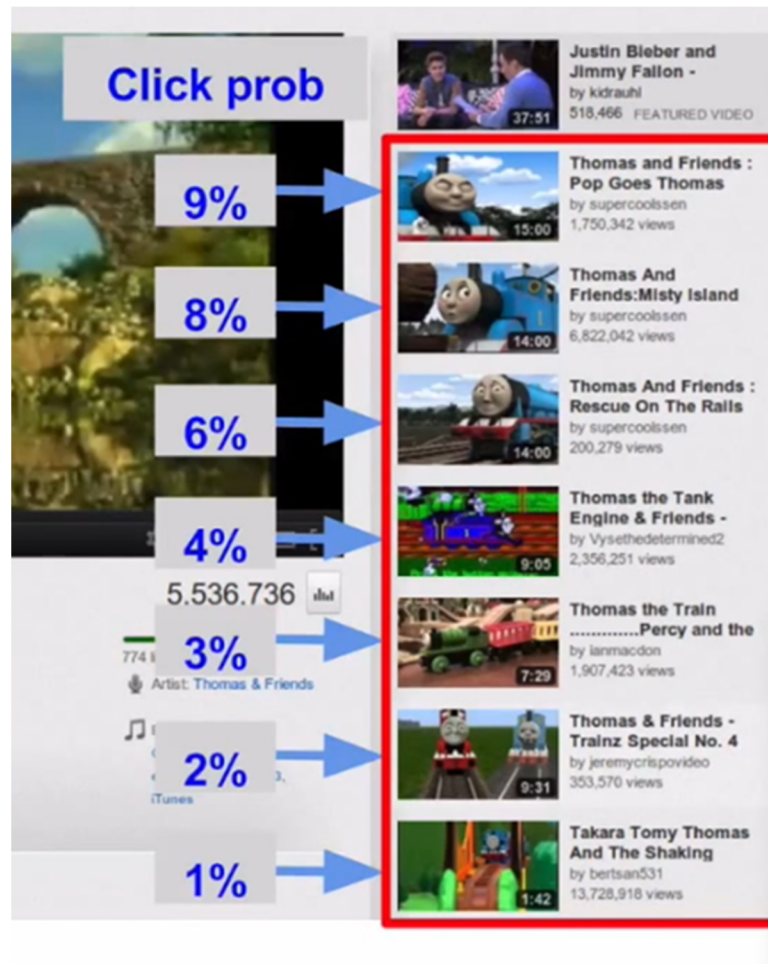 Click prob
9%
8%
6%
4%
5.536.736
3%
774
Artist: Thomas & Friends
2%
3,
iTunes
1%
37:51
Justin Bieber and
Jimmy Fallon -
by kidrauhl
518,466 FEATURED VIDEO
15:00
Thomas and Friends :
Pop Goes Thomas
by supercoolssen
1,750,342 views
14:00
Thomas And
Friends:Misty Island
by supercoolssen
6,822,042 views
14:00
Thomas And Friends :
Rescue On The Rails
by supercoolssen
200,279 views
9:05
Thomas the Tank
Engine & Friends -
by Vysethedetermined2
2,356,251 views
7:29
Thomas the Train
.............Percy and the
by ianmacdon
1,907,423 views
9:31
Thomas & Friends -
Trainz Special No. 4
by jeremycrispovideo
353,570 views
1:42
Takara Tomy Thomas
And The Shaking
by bertsan531
13,728,918 views